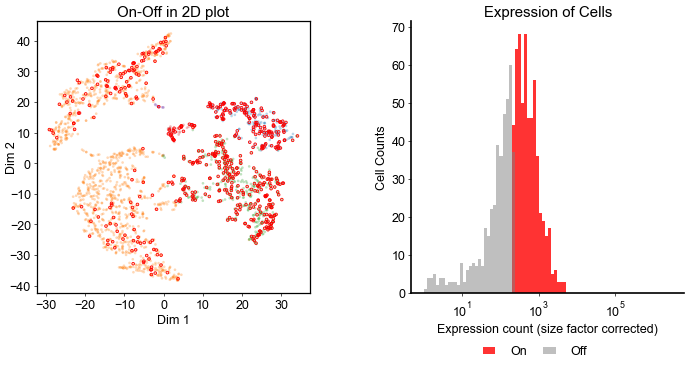 On-Off in 2D plot
Dim 2
40
30
20
10
0
−10
−20
−30
−40
−30 −20 −10 0 10 20 30
Dim 1
Expression of Cells
Cell Counts
70
60
50
40
30
20
10
0
10^1 10^3 10^5
Expression count (size factor corrected)
On Off